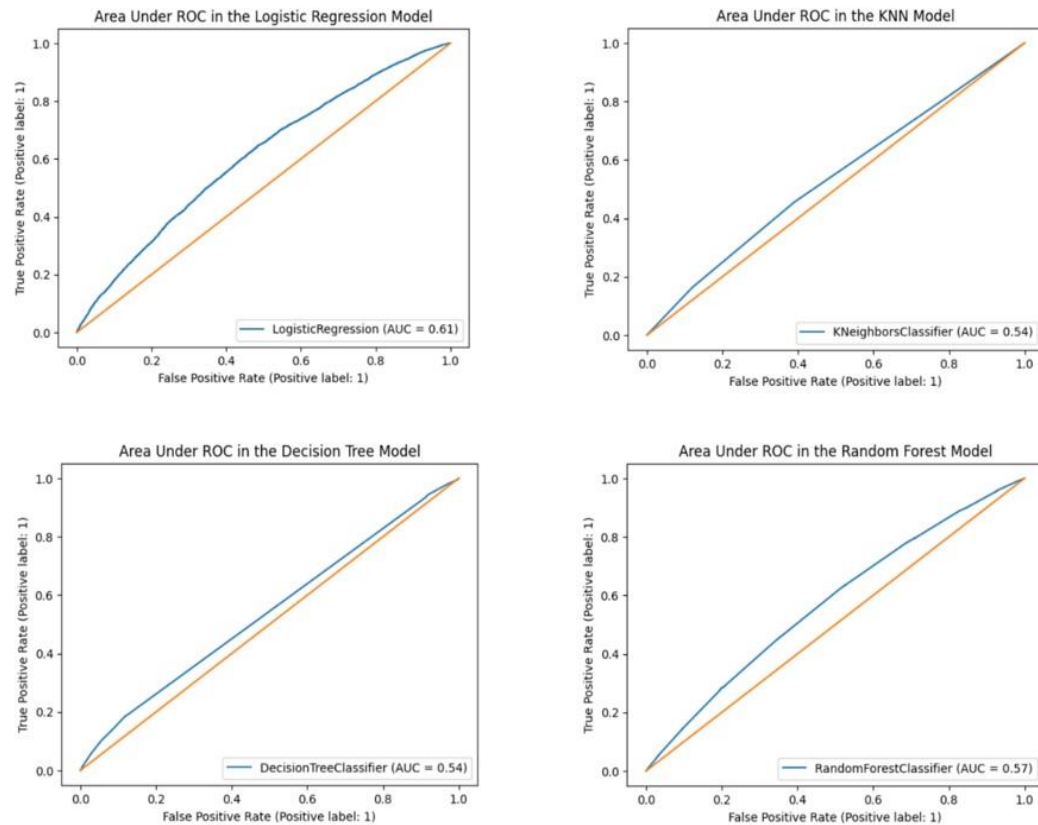 Area Under ROC in the Logistic Regression Model
1.0
0.8
0.6
0.4
0.2
0.0
True Positive Rate (Positive label: 1)
LogisticRegression (AUC = 0.61)
0.0 0.2 0.4 0.6 0.8 1.0
False Positive Rate (Positive label: 1)
Area Under ROC in the KNN Model
1.0
0.8
0.6
0.4
0.2
0.0
True Positive Rate (Positive label: 1)
KNeighborsClassifier (AUC = 0.54)
0.0 0.2 0.4 0.6 0.8 1.0
False Positive Rate (Positive label: 1)
Area Under ROC in the Decision Tree Model
1.0
0.8
0.6
0.4
0.2
0.0
True Positive Rate (Positive label: 1)
DecisionTreeClassifier (AUC = 0.54)
0.0 0.2 0.4 0.6 0.8 1.0
False Positive Rate (Positive label: 1)
Area Under ROC in the Random Forest Model
1.0
0.8
0.6
0.4
0.2
0.0
True Positive Rate (Positive label: 1)
RandomForestClassifier (AUC = 0.57)
0.0 0.2 0.4 0.6 0.8 1.0
False Positive Rate (Positive label: 1)